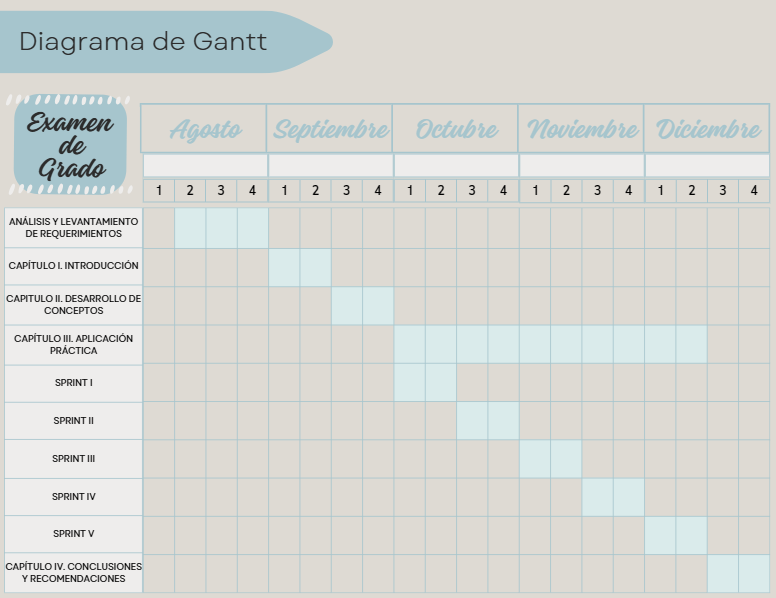 Diagrama de Gantt
Examen
de
Grado
Agosto Septiembre Octubre Noviembre Diciembre
1 2 3 4 1 2 3 4 1 2 3 4 1 2 3 4 1 2 3 4
ANÁLISIS Y LEVANTAMIENTO
DE REQUERIMIENTOS
CAPÍTULO I. INTRODUCCIÓN
CAPITULO II. DESARROLLO DE
CONCEPTOS
CAPÍTULO III. APLICACIÓN
PRÁCTICA
SPRINT I
SPRINT II
SPRINT III
SPRINT IV
SPRINT V
CAPÍTULO IV. CONCLUSIONES
Y RECOMENDACIONES